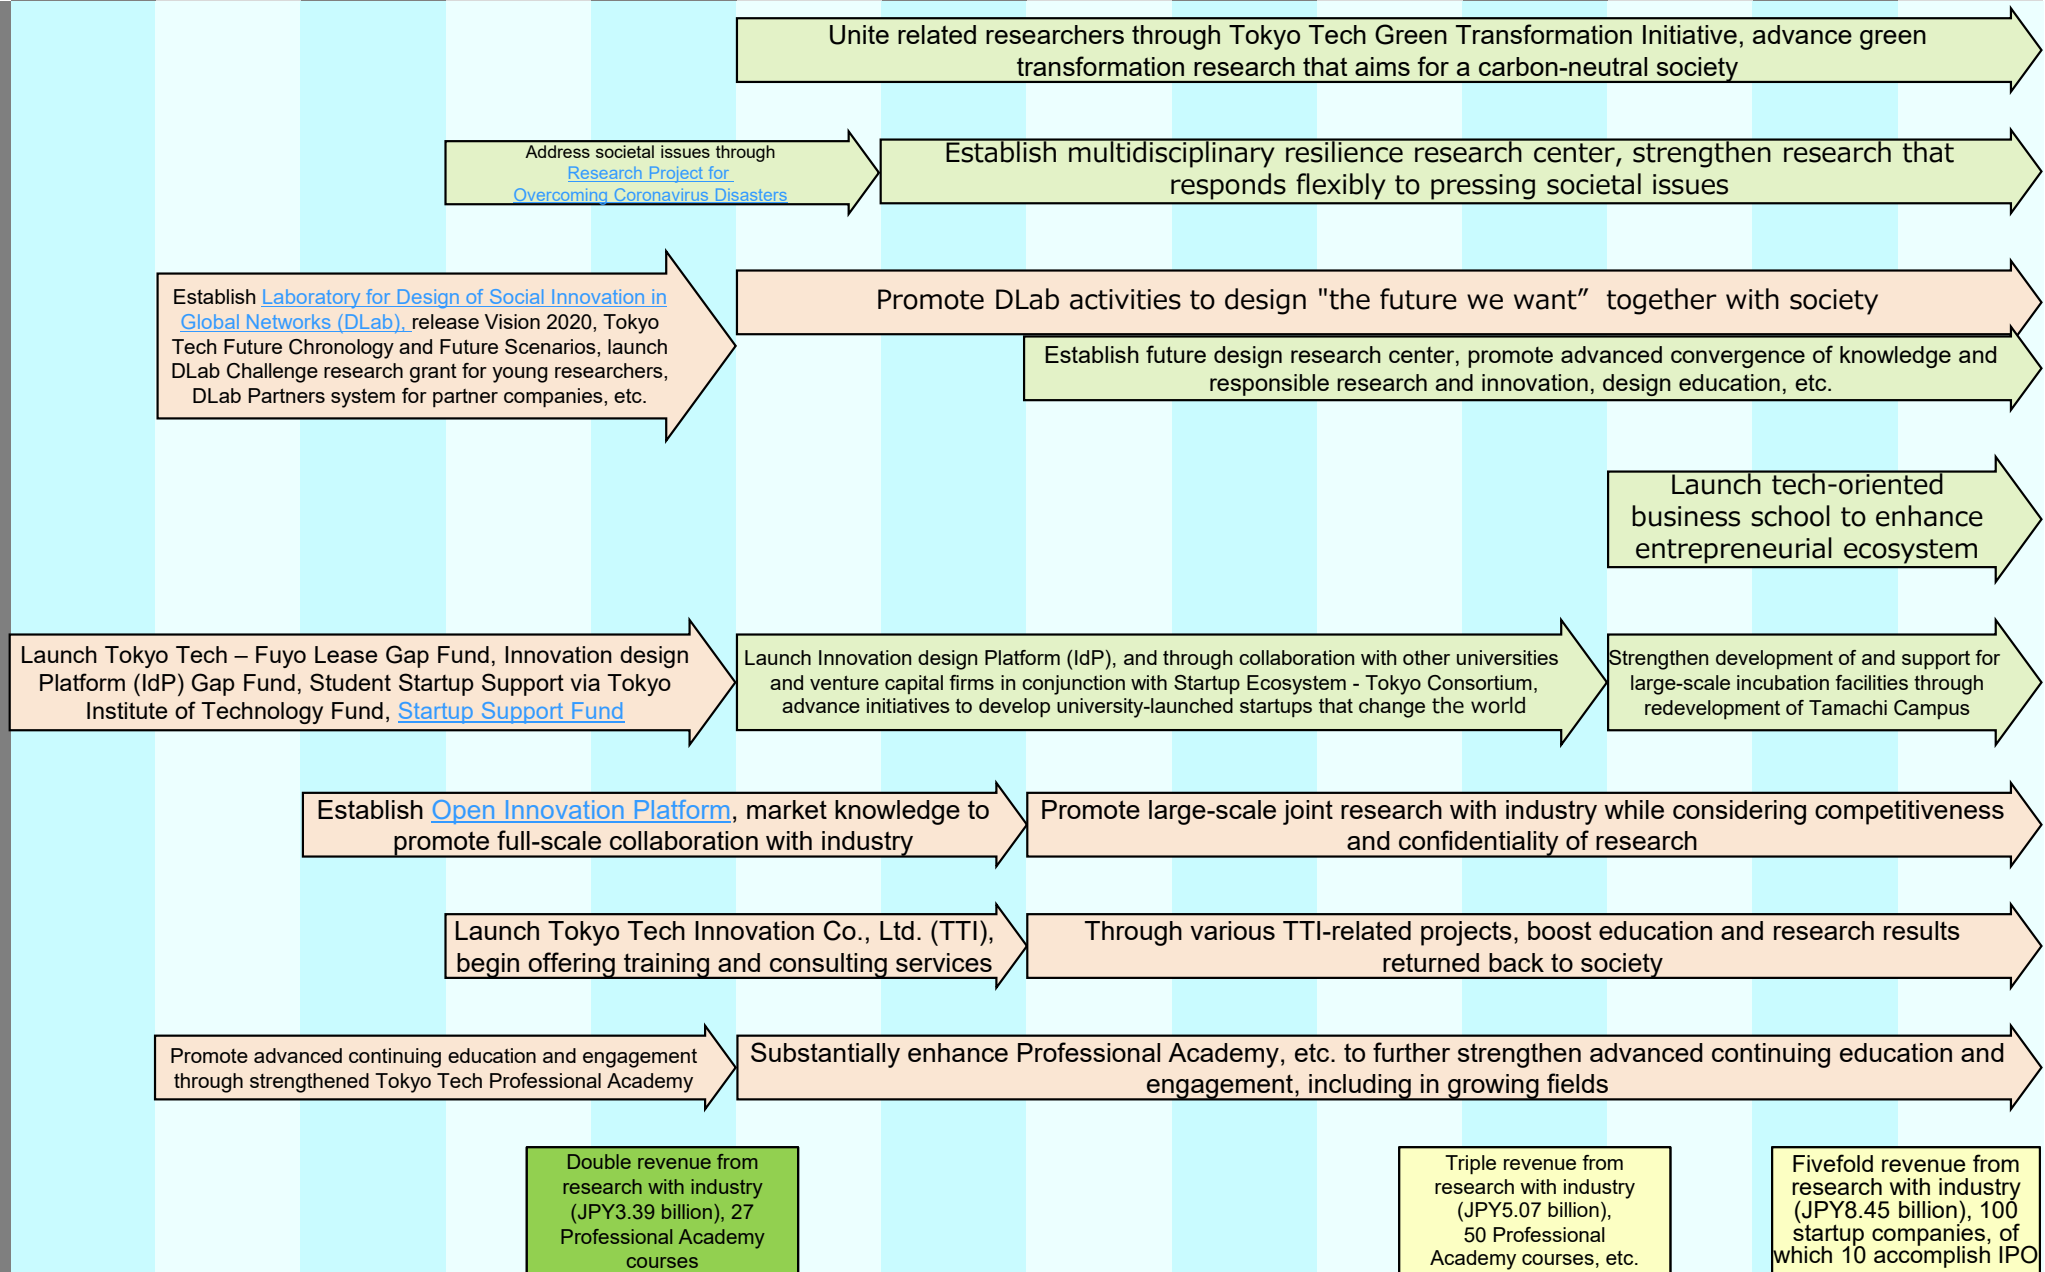 Unite related researchers through Tokyo Tech Green Transformation Initiative, advance green
transformation research that aims for a carbon-neutral society
Address societal issues through
Research Project for
Overcoming Coronavirus Disasters
Establish multidisciplinary resilience research center, strengthen research that
responds flexibly to pressing societal issues
Establish Laboratory for Design of Social Innovation in
Global Networks (DLab), release Vision 2020, Tokyo
Tech Future Chronology and Future Scenarios, launch
DLab Challenge research grant for young researchers,
DLab Partners system for partner companies, etc.
Promote DLab activities to design "the future we want” together with society
Establish future design research center, promote advanced convergence of knowledge and
responsible research and innovation, design education, etc.
Launch tech-oriented
business school to enhance
entrepreneurial ecosystem
Launch Tokyo Tech – Fuyo Lease Gap Fund, Innovation design
Platform (IdP) Gap Fund, Student Startup Support via Tokyo
Institute of Technology Fund, Startup Support Fund
Launch Innovation design Platform (IdP), and through collaboration with other universities
and venture capital firms in conjunction with Startup Ecosystem - Tokyo Consortium,
advance initiatives to develop university-launched startups that change the world
Strengthen development of and support for
large-scale incubation facilities through
redevelopment of Tamachi Campus
Establish Open Innovation Platform, market knowledge to
promote full-scale collaboration with industry
Promote large-scale joint research with industry while considering competitiveness
and confidentiality of research
Launch Tokyo Tech Innovation Co., Ltd. (TTI),
begin offering training and consulting services
Through various TTI-related projects, boost education and research results
returned back to society
Promote advanced continuing education and engagement
through strengthened Tokyo Tech Professional Academy
Substantially enhance Professional Academy, etc. to further strengthen advanced continuing education and
engagement, including in growing fields
Double revenue from
research with industry
(JPY3.39 billion), 27
Professional Academy
courses
Triple revenue from
research with industry
(JPY5.07 billion),
50 Professional
Academy courses, etc.
Fivefold revenue from
research with industry
(JPY8.45 billion), 100
startup companies, of
which 10 accomplish IPO